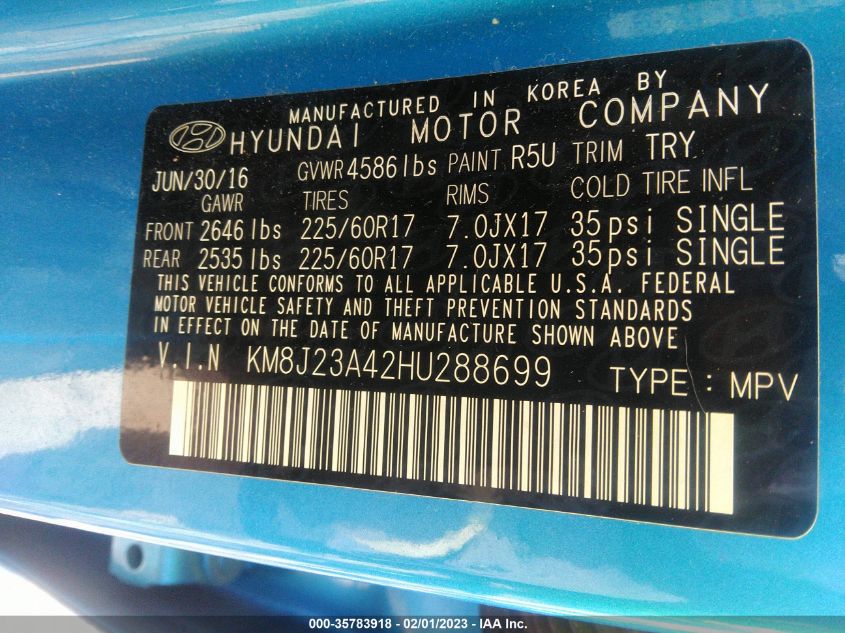 MANUFACTURED IN KOREA BY
HYUNDAI MOTOR COMPANY
JUN/30/16 GVWR 4586 lbs PAINT R5U TRIM TRY
GAWR TIRES RIMS COLD TIRE INFL
FRONT 2646 lbs 225/60R17 7.0JX17 35psi SINGLE
REAR 2535 lbs 225/60R17 7.0JX17 35psi SINGLE
THIS VEHICLE CONFORMS TO ALL APPLICABLE U.S.A. FEDERAL
MOTOR VEHICLE SAFETY AND THEFT PREVENTION STANDARDS
IN EFFECT ON THE DATE OF MANUFACTURE SHOWN ABOVE
V.I.N KM8J23A42HU288699 TYPE : MPV
000-35783918 - 02/01/2023 - IAA Inc.